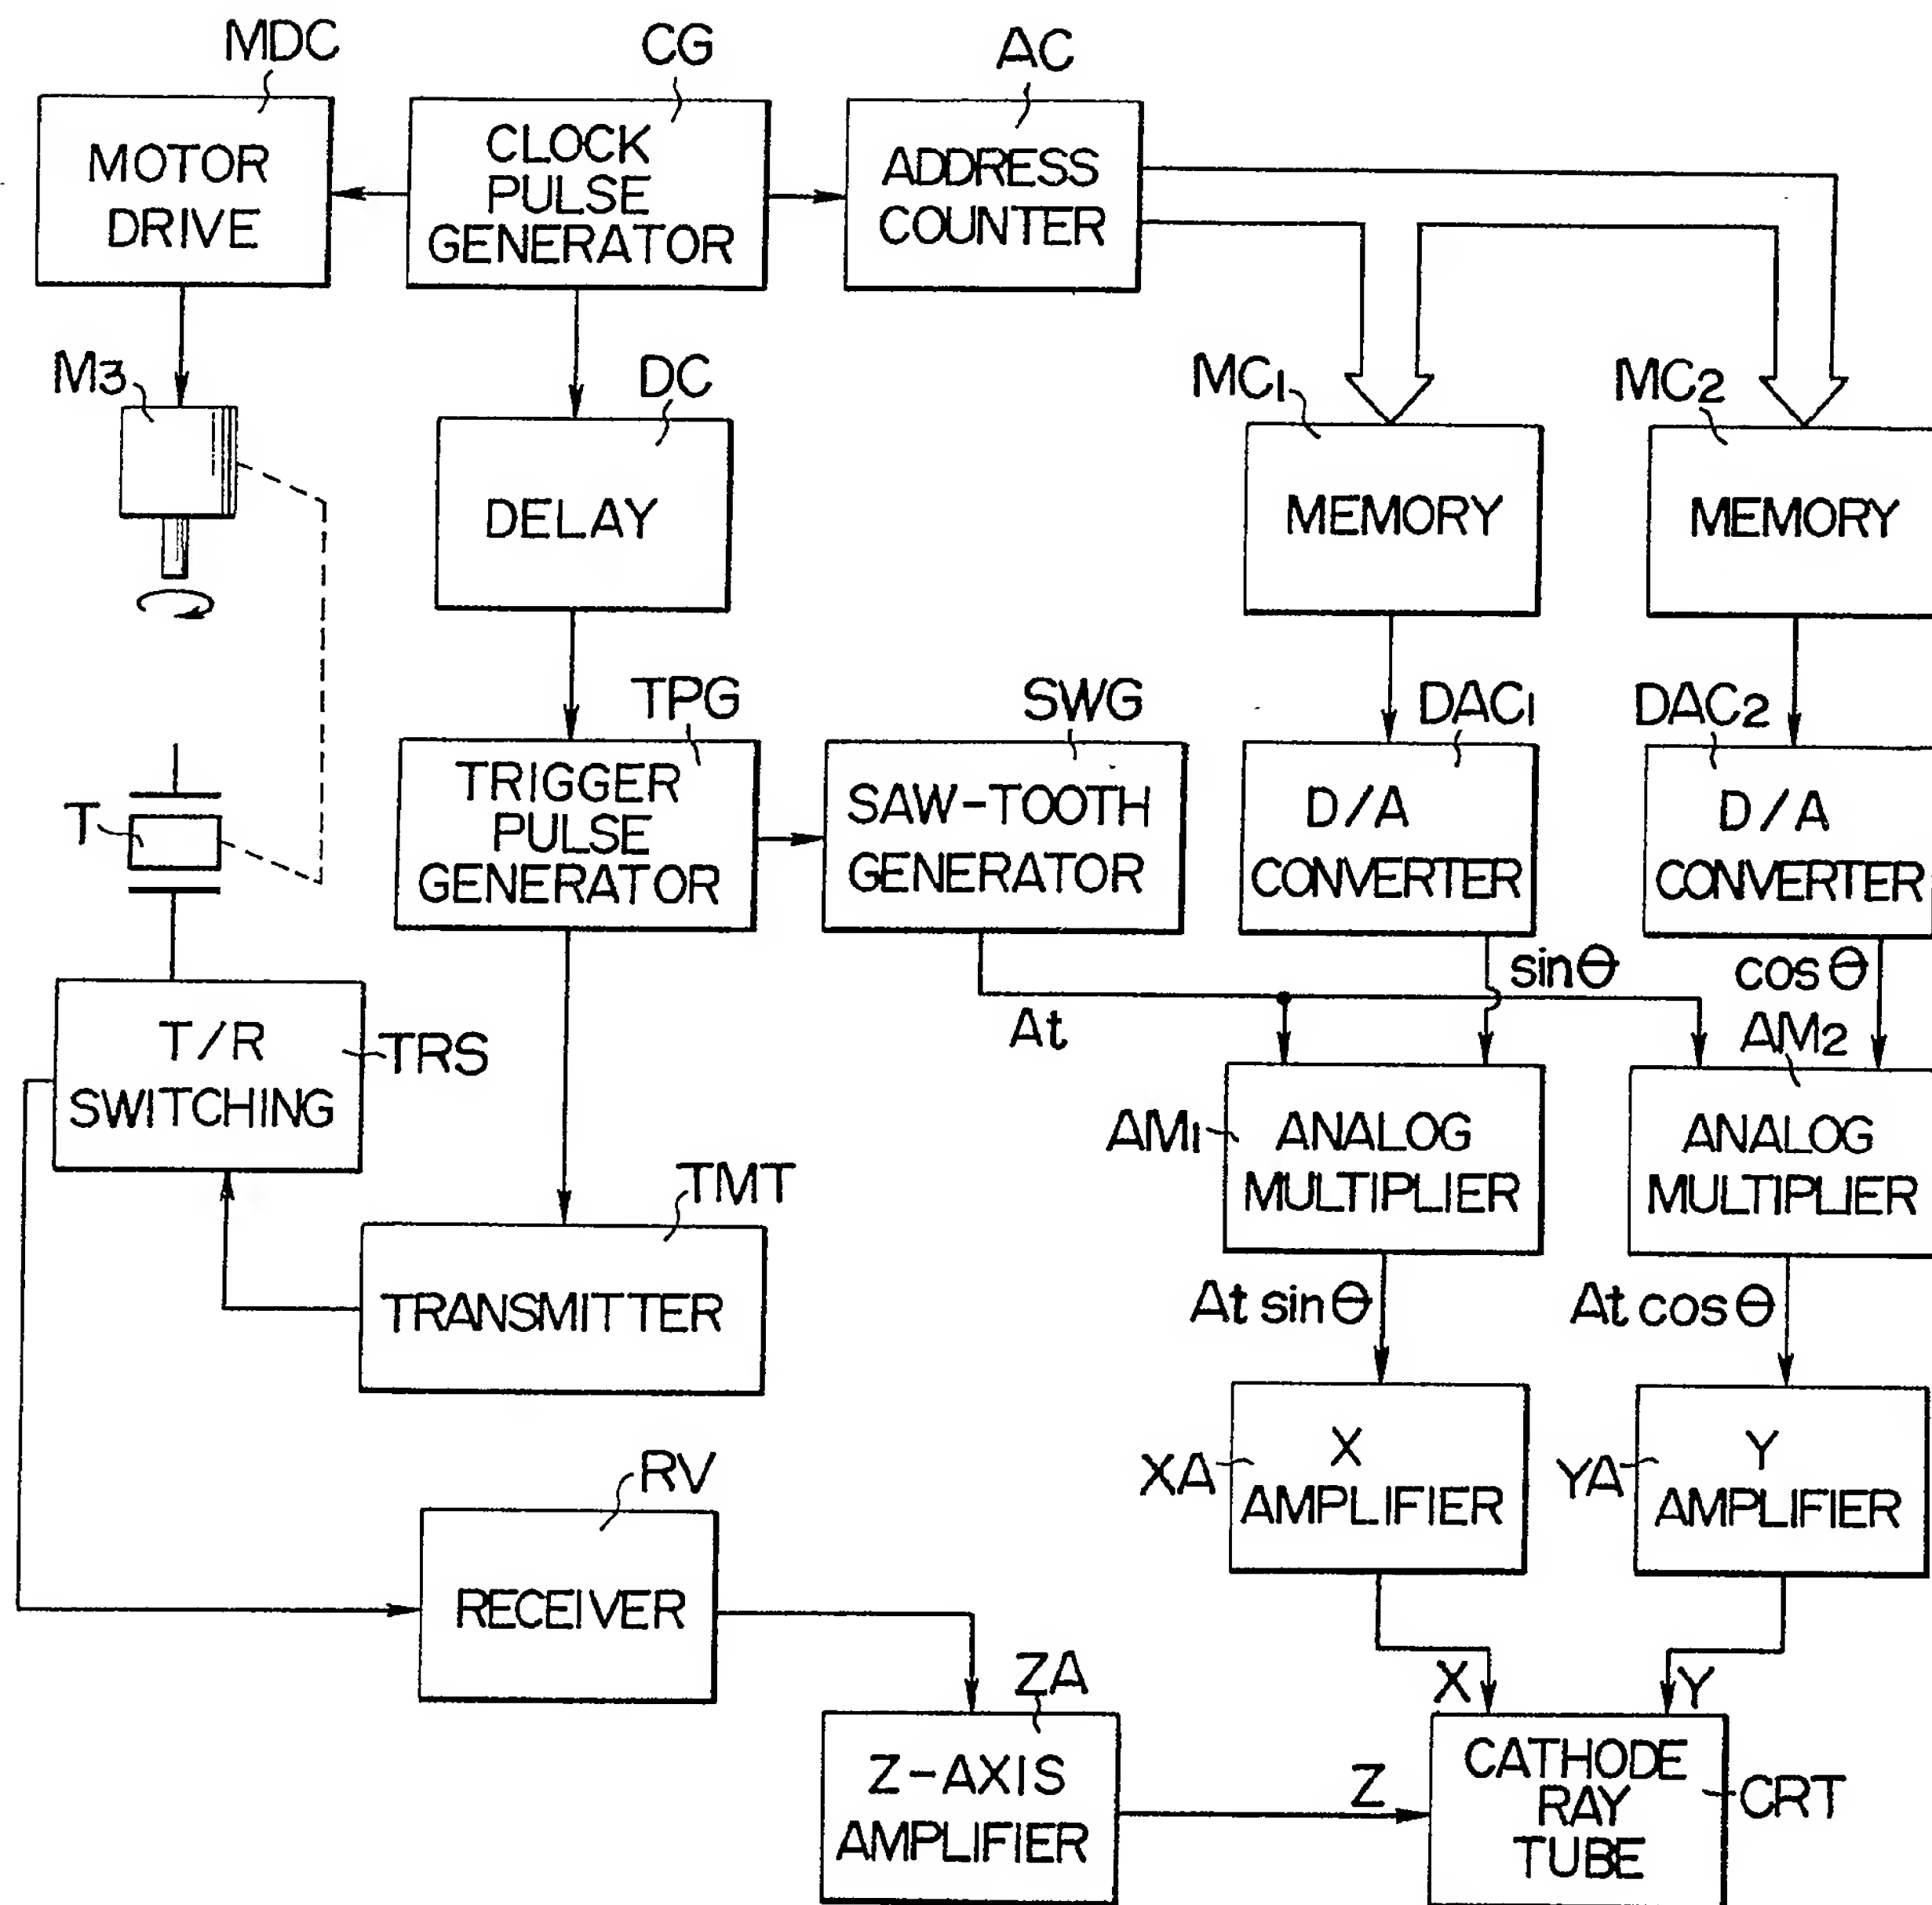 MDC
CG
AC
MOTOR
DRIVE
CLOCK
PULSE
GENERATOR
ADDRESS
COUNTER
M3
DC
MC1
MC2
DELAY
MEMORY
MEMORY
TPG
SWG
DAC1
DAC2
T
TRIGGER
PULSE
GENERATOR
SAW-TOOTH
GENERATOR
D/A
CONVERTER
D/A
CONVERTER
sinθ
cosθ
At
AM2
T/R
SWITCHING
TRS
AM1
ANALOG
MULTIPLIER
ANALOG
MULTIPLIER
TMT
TRANSMITTER
At sinθ
At cosθ
RV
XA
X
AMPLIFIER
YA
Y
AMPLIFIER
RECEIVER
ZA
X
Y
Z-AXIS
AMPLIFIER
Z
CATHODE
RAY
TUBE
CRT